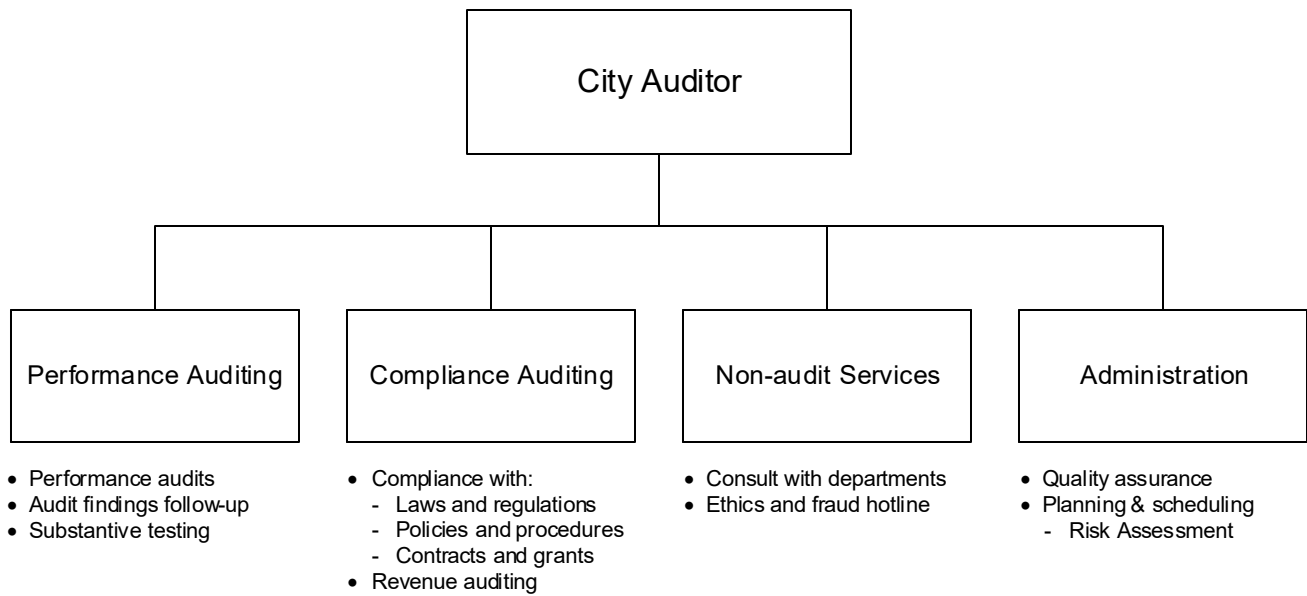 City Auditor
Performance Auditing
Compliance Auditing
Non-audit Services
Administration
• Performance audits
• Audit findings follow-up
• Substantive testing
• Compliance with:
- Laws and regulations
- Policies and procedures
- Contracts and grants
• Revenue auditing
• Consult with departments
• Ethics and fraud hotline
• Quality assurance
• Planning & scheduling
- Risk Assessment